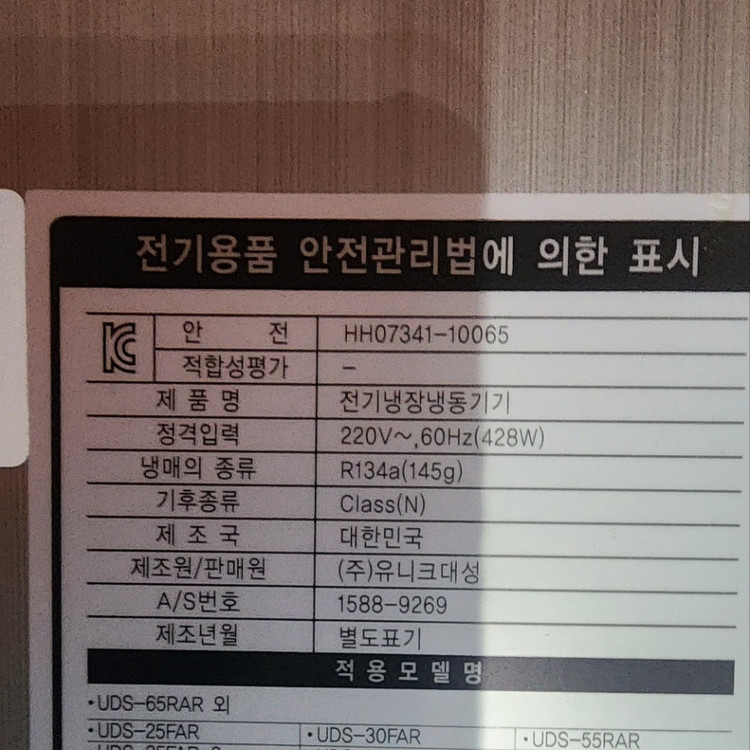 전기용품 안전관리법에 의한 표시
안 전 HH07341-10065
적합성평가 -
제 품 명 전기냉장냉동기기
정격입력 220V~,60Hz(428W)
냉매의 종류 R134a(145g)
기후종류 Class(N)
제 조 국 대한민국
제조원/판매원 (주)유니크대성
A/S번호 1588-9269
제조년월 별도표기
적 용 모 델 명
•UDS-65RAR 외
•UDS-25FAR •UDS-30FAR •UDS-55RAR